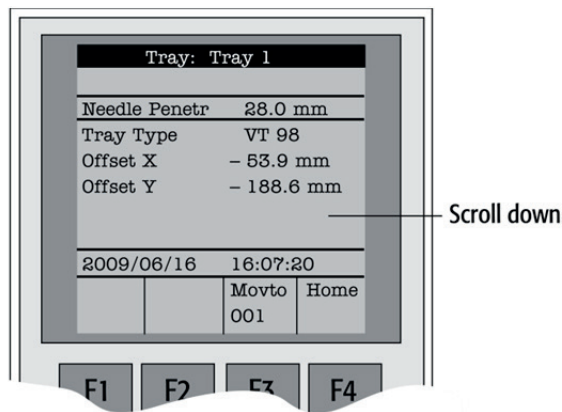 Tray: Tray 1
Needle Penetr 28.0 mm
Tray Type VT 98
Offset X – 53.9 mm
Offset Y – 188.6 mm
Scroll down
2009/06/16 16:07:20
Movto Home
001
F1 F2 F3 F4